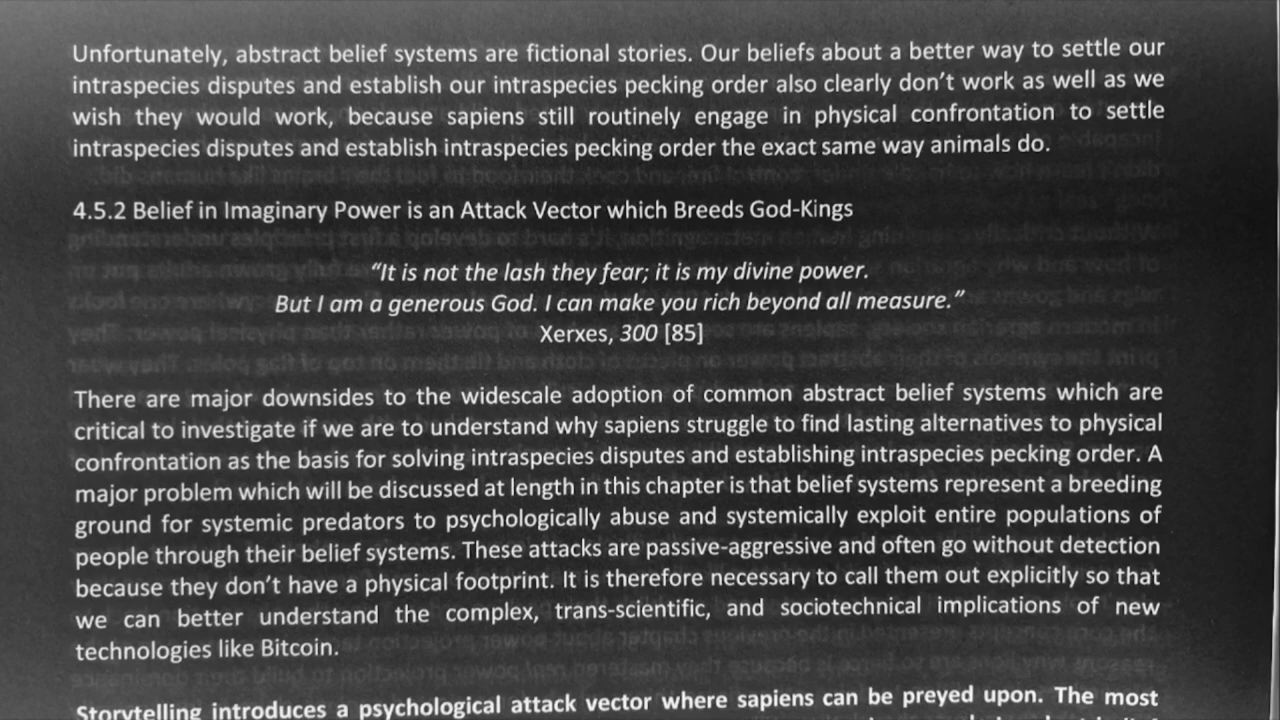 Unfortunately, abstract belief systems are fictional stories. Our beliefs about a better way to settle our
intraspecies disputes and establish our intraspecies pecking order also clearly don’t work as well as we
wish they would work, because sapiens still routinely engage in physical confrontation to settle
intraspecies disputes and establish intraspecies pecking order the exact same way animals do.
4.5.2 Belief in Imaginary Power is an Attack Vector which Breeds God-Kings
“It is not the lash they fear; it is my divine power.
But I am a generous God. I can make you rich beyond all measure.”
Xerxes, 300 [85]
There are major downsides to the widescale adoption of common abstract belief systems which are
critical to investigate if we are to understand why sapiens struggle to find lasting alternatives to physical
confrontation as the basis for solving intraspecies disputes and establishing intraspecies pecking order. A
major problem which will be discussed at length in this chapter is that belief systems represent a breeding
ground for systemic predators to psychologically abuse and systemically exploit entire populations of
people through their belief systems. These attacks are passive-aggressive and often go without detection
because they don’t have a physical footprint. It is therefore necessary to call them out explicitly so that
we can better understand the complex, trans-scientific, and sociotechnical implications of new
technologies like Bitcoin.
Storytelling introduces a psychological attack vector where sapiens can be preyed upon. The most